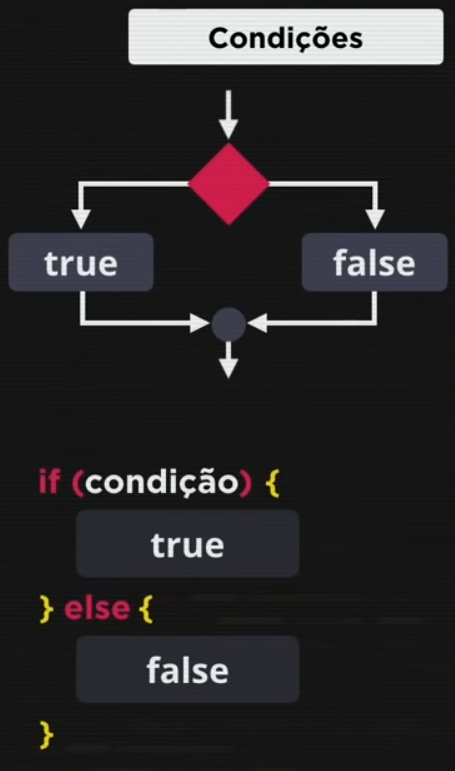 Condições
true false
if (condição) {
true
} else {
false
}